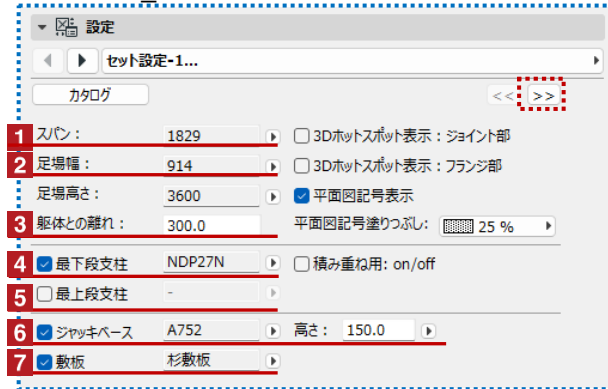 設定
セット設定-1...
カタログ << >>
1 スパン： 1829 3Dホットスポット表示：ジョイント部
2 足場幅： 914 3Dホットスポット表示：フランジ部
足場高さ： 3600 平面図記号表示
3 躯体との離れ： 300.0 平面図記号塗りつぶし: 25 %
4 最下段支柱 NDP27N 積み重ね用: on/off
5 最上段支柱 -
6 ジャッキベース A752 高さ： 150.0
7 敷板 杉敷板